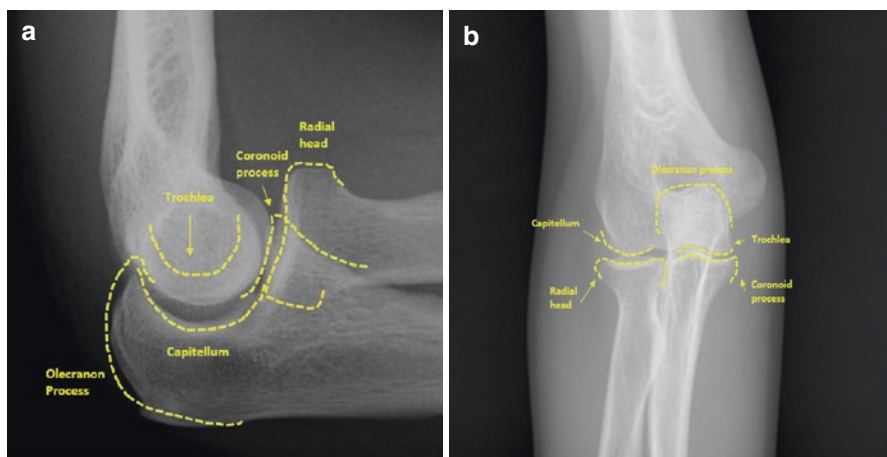 a
Radial
head
Coronoid
process
Trochlea
Capitellum
Olecranon
Process
b
Olecranon process
Capitellum
Trochlea
Radial
head
Coronoid
process